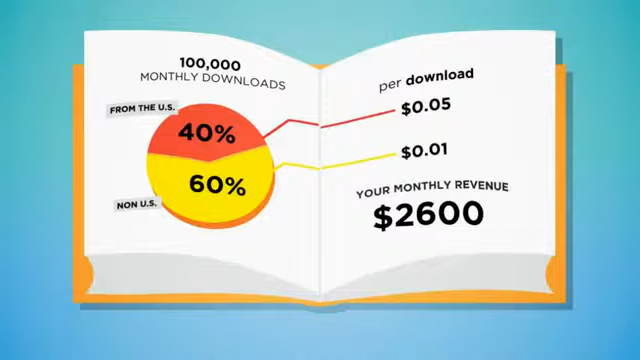 100,000
MONTHLY DOWNLOADS
FROM THE U.S.
40%
60%
NON U.S.
per download
$0.05
$0.01
YOUR MONTHLY REVENUE
$2600